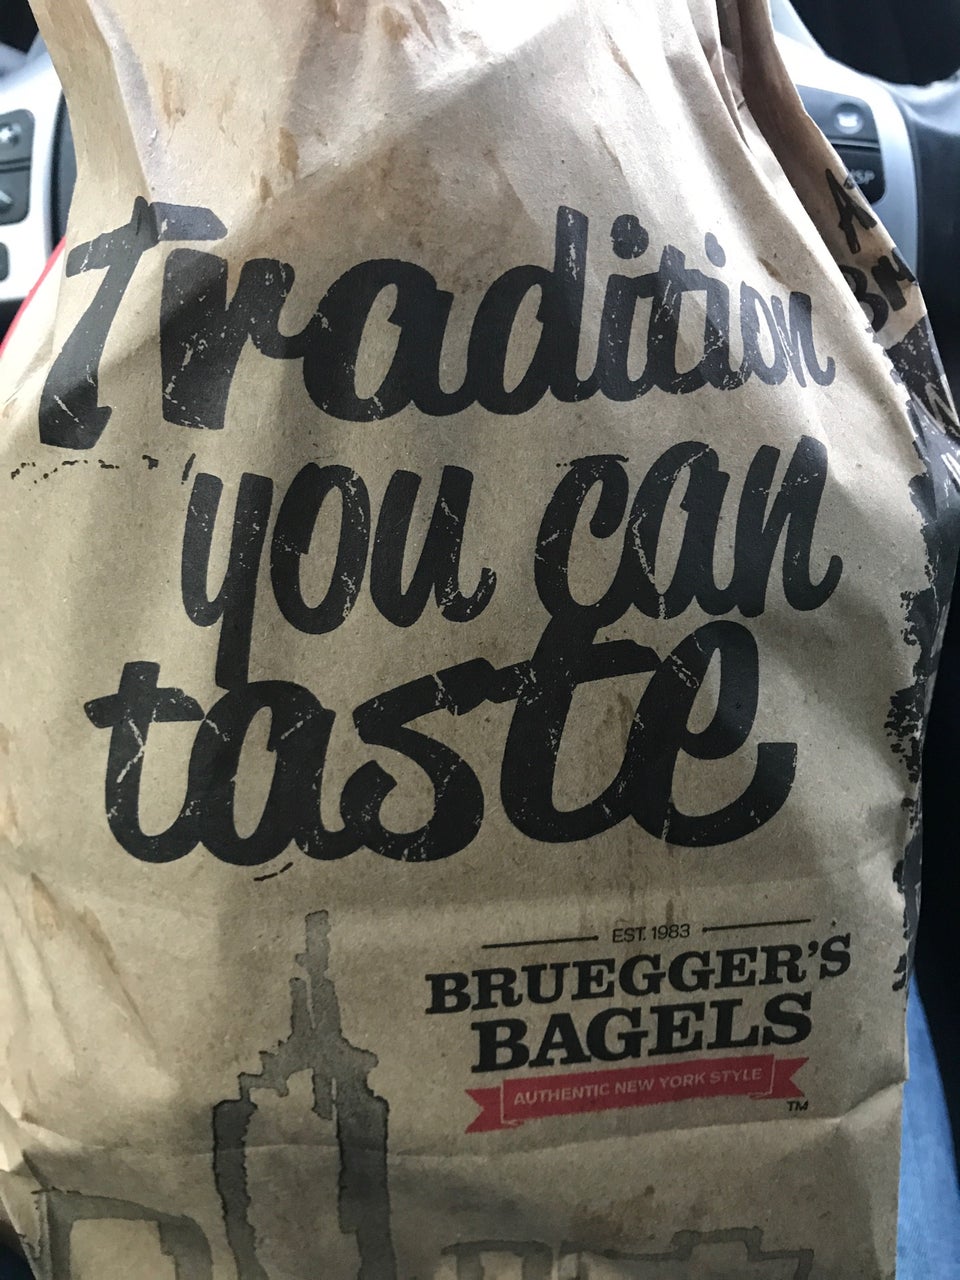 Tradition
you can
taste
EST. 1983
BRUEGGER'S
BAGELS
AUTHENTIC NEW YORK STYLE
TM